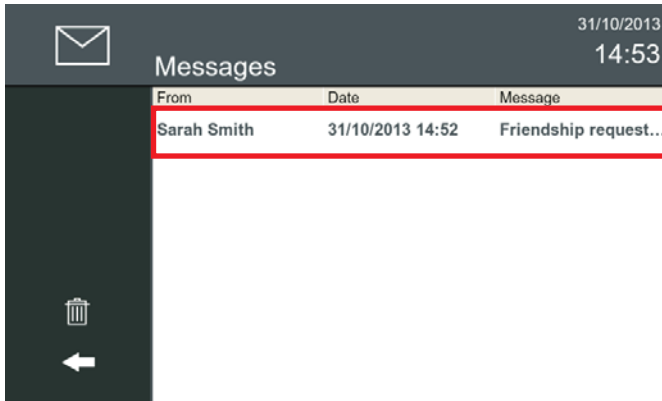 31/10/2013
14:53
Messages
From Date Message
Sarah Smith 31/10/2013 14:52 Friendship request...